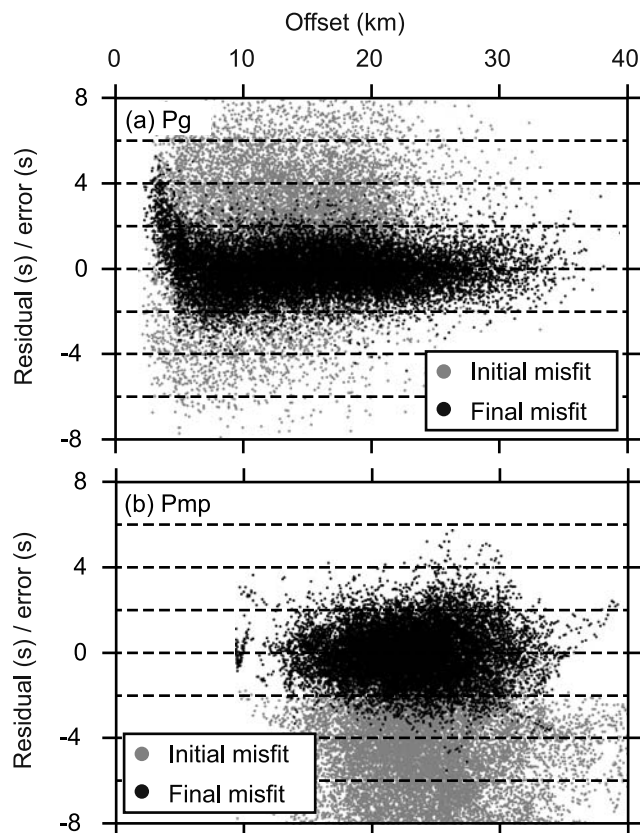 Offset (km)
0 10 20 30 40
8
(a) Pg
4
0
-4
-8
Residual (s) / error (s)
Initial misfit
Final misfit
8
(b) Pmp
4
0
-4
-8
Residual (s) / error (s)
Initial misfit
Final misfit